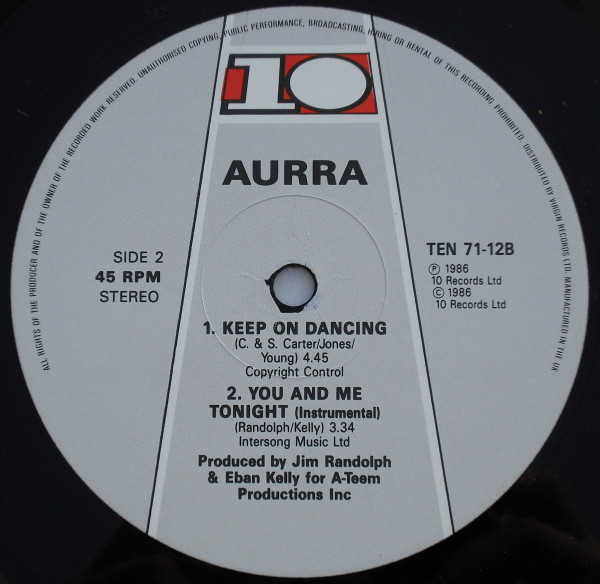 ALL RIGHTS OF THE PRODUCER AND OF THE OWNER OF THE RECORDED WORK RESERVED. UNAUTHORISED COPYING, PUBLIC PERFORMANCE, BROADCASTING, HIRING OR RENTAL OF THIS RECORDING PROHIBITED. DISTRIBUTED BY VIRGIN RECORDS LTD. MANUFACTURED IN THE UK
10
AURRA
SIDE 2
45 RPM
STEREO
TEN 71-12B
℗ 1986
10 Records Ltd
© 1986
10 Records Ltd
1. KEEP ON DANCING
(C. & S. Carter/Jones/
Young) 4.45
Copyright Control
2. YOU AND ME
TONIGHT (Instrumental)
(Randolph/Kelly) 3.34
Intersong Music Ltd
Produced by Jim Randolph
& Eban Kelly for A-Teem
Productions Inc